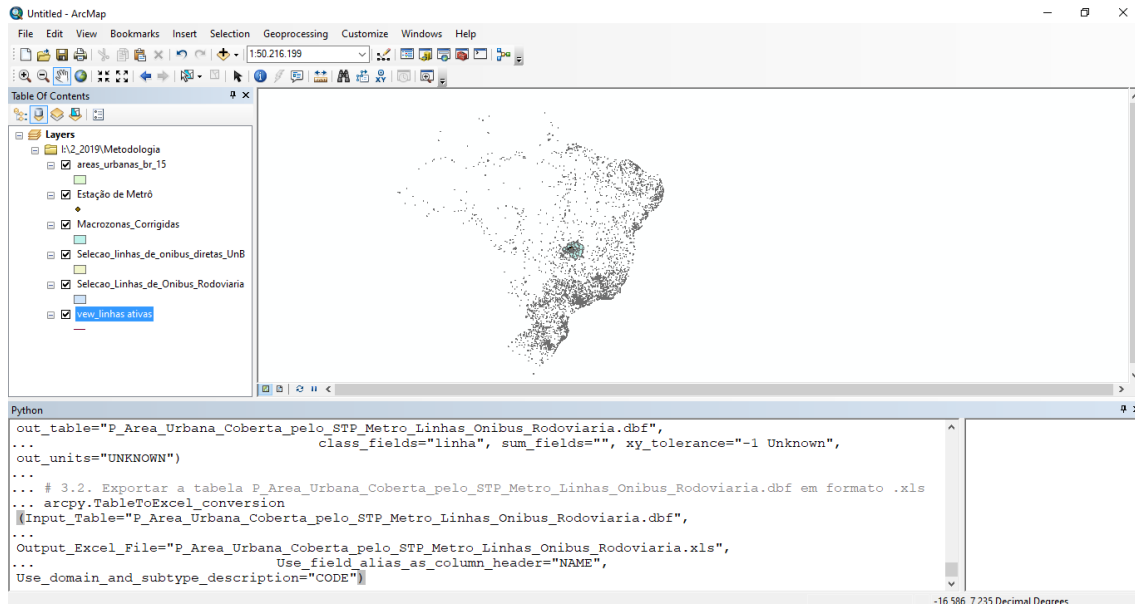 Untitled - ArcMap
File Edit View Bookmarks Insert Selection Geoprocessing Customize Windows Help
1:50.216.199
Table Of Contents
Layers
I:\2_2019\Metodologia
areas_urbanas_br_15
Estação de Metrô
Macrozonas_Corrigidas
Selecao_linhas_de_onibus_diretas_UnB
Selecao_Linhas_de_Onibus_Rodoviaria
vew_linhas ativas
Python
out_table="P_Area_Urbana_Coberta_pelo_STP_Metro_Linhas_Onibus_Rodoviaria.dbf",
... class_fields="linha", sum_fields="", xy_tolerance="-1 Unknown",
out_units="UNKNOWN")
...
... # 3.2. Exportar a tabela P_Area_Urbana_Coberta_pelo_STP_Metro_Linhas_Onibus_Rodoviaria.dbf em formato .xls
... arcpy.TableToExcel_conversion
(Input_Table="P_Area_Urbana_Coberta_pelo_STP_Metro_Linhas_Onibus_Rodoviaria.dbf",
...
Output_Excel_File="P_Area_Urbana_Coberta_pelo_STP_Metro_Linhas_Onibus_Rodoviaria.xls",
... Use_field_alias_as_column_header="NAME",
Use_domain_and_subtype_description="CODE")
-16,586 7,235 Decimal Degrees